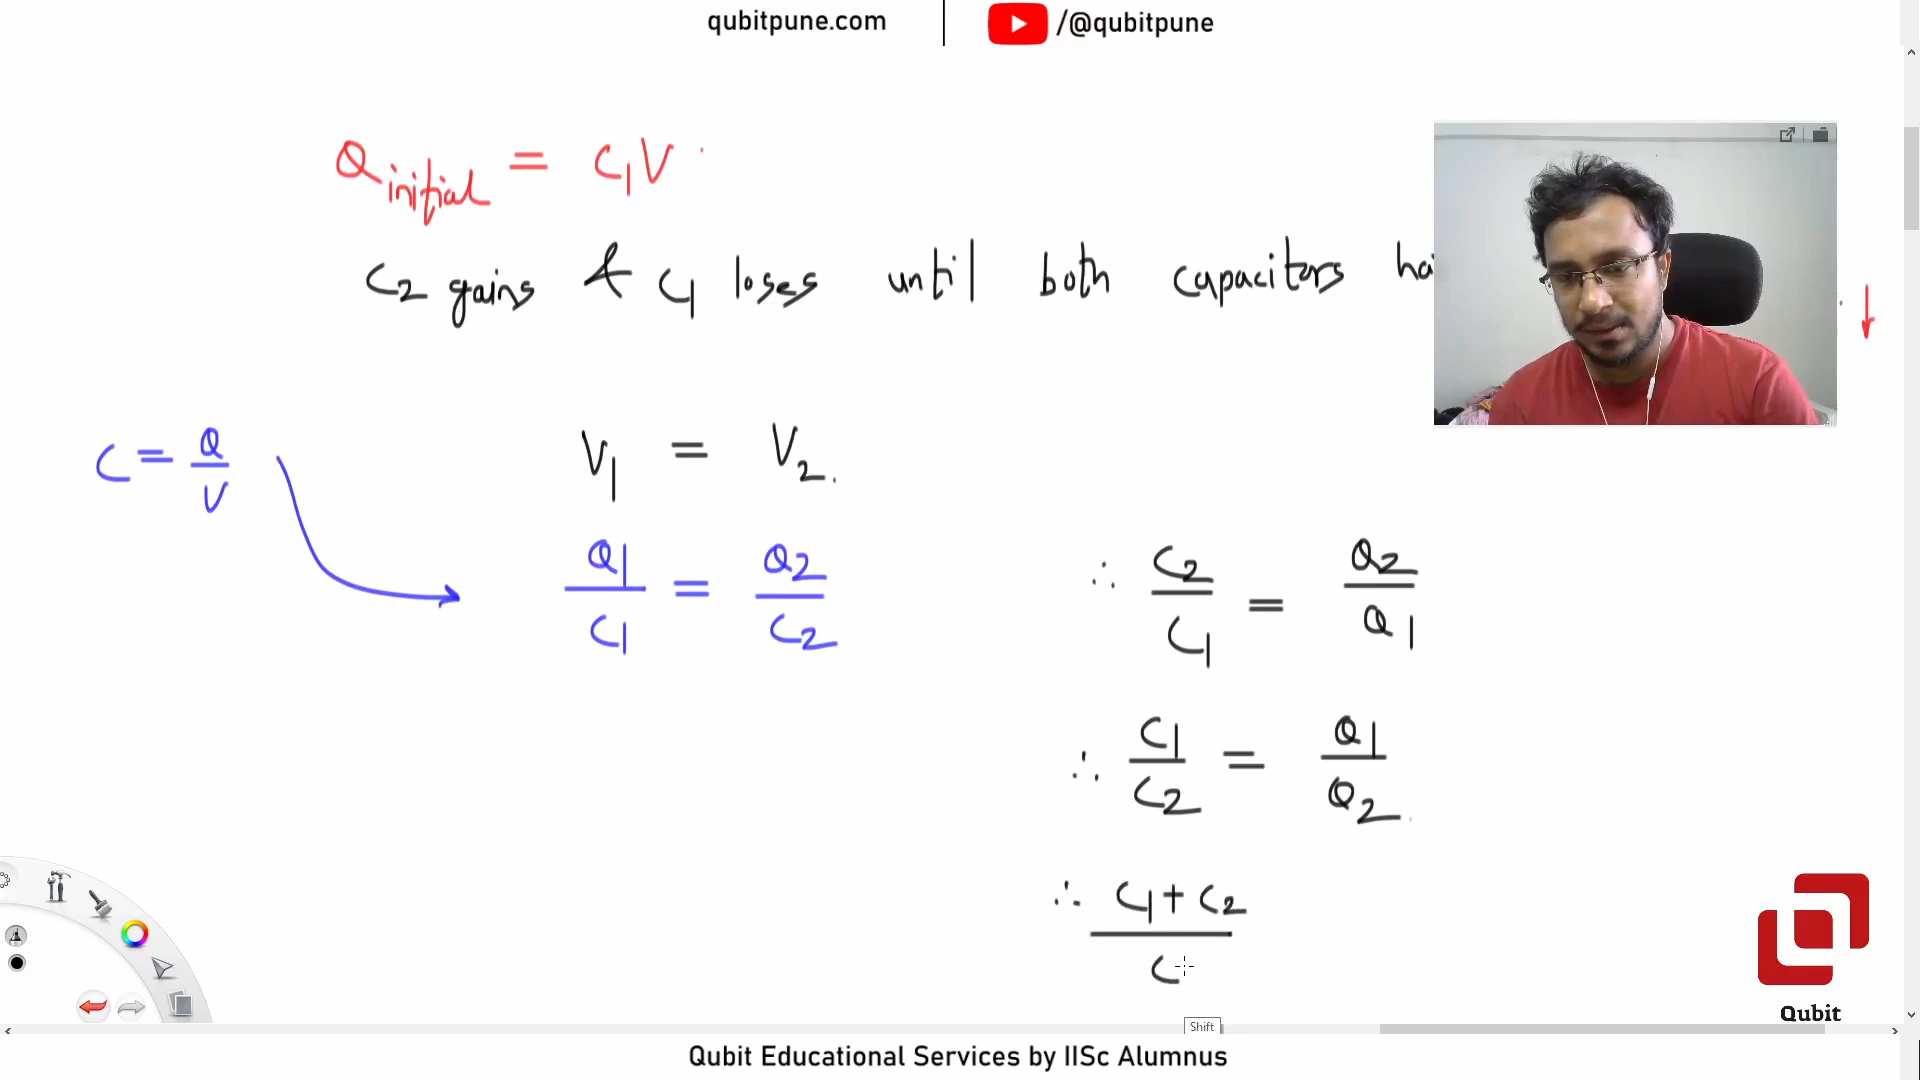 qubitpune.com | /@qubitpune
Q initial = C1V
C2 gains & C1 loses until both capacitors
C = Q/V
V1 = V2.
Q1/C1 = Q2/C2
∴ C2/C1 = Q2/Q1
∴ C1/C2 = Q1/Q2.
∴ C1+C2/C
Qubit
Shift
Qubit Educational Services by IISc Alumnus